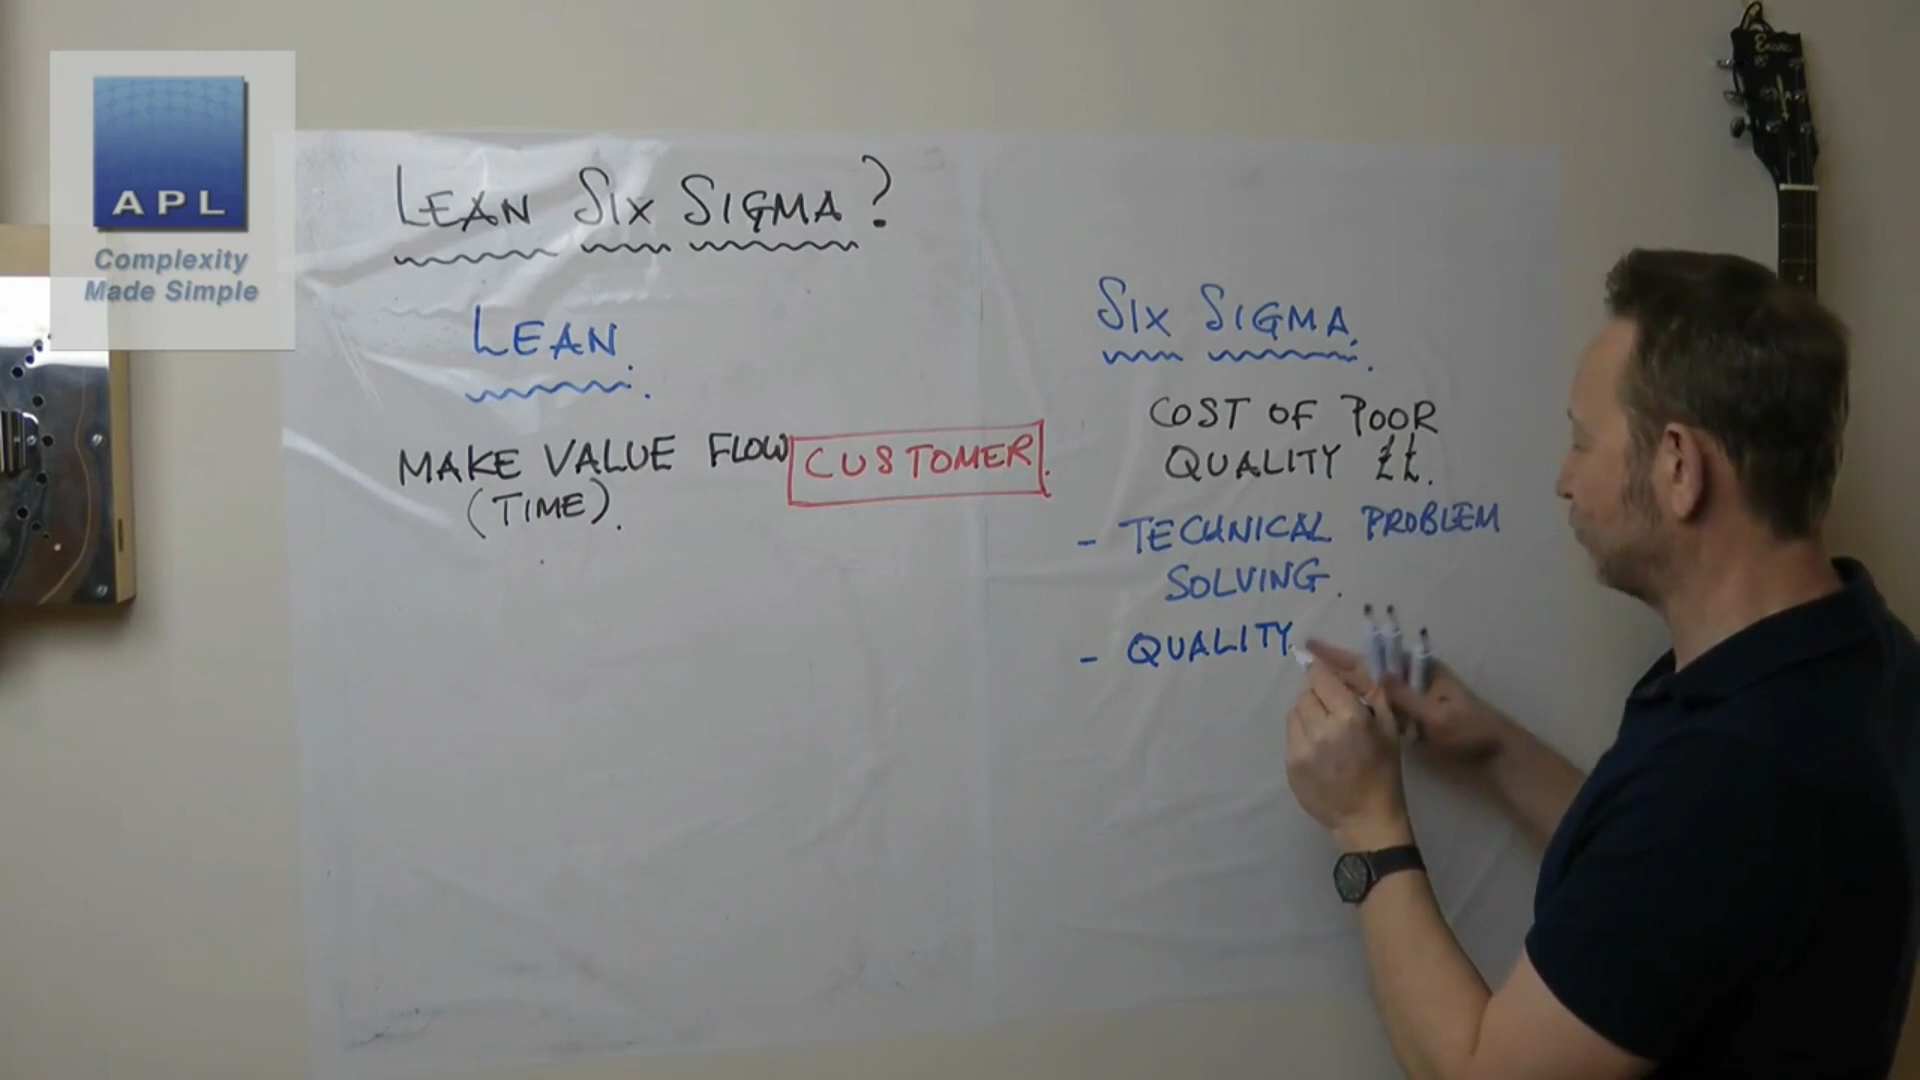 APL
Complexity
Made Simple
LEAN SIX SIGMA?
LEAN.
MAKE VALUE FLOW CUSTOMER.
(TIME).
SIX SIGMA.
COST OF POOR
QUALITY ££.
- TECHNICAL PROBLEM
SOLVING.
- QUALITY